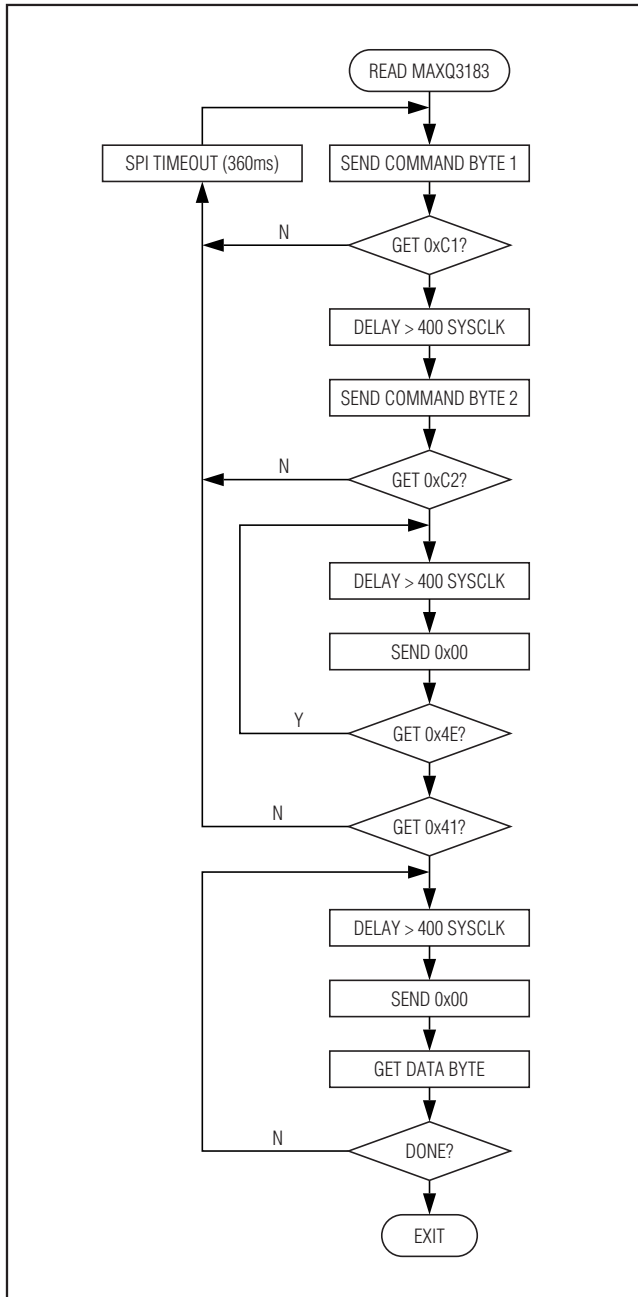 READ MAXQ3183
SPI TIMEOUT (360ms)
SEND COMMAND BYTE 1
N
GET 0xC1?
DELAY > 400 SYSCLK
SEND COMMAND BYTE 2
N
GET 0xC2?
DELAY > 400 SYSCLK
SEND 0x00
Y
GET 0x4E?
N
GET 0x41?
DELAY > 400 SYSCLK
SEND 0x00
GET DATA BYTE
N
DONE?
EXIT